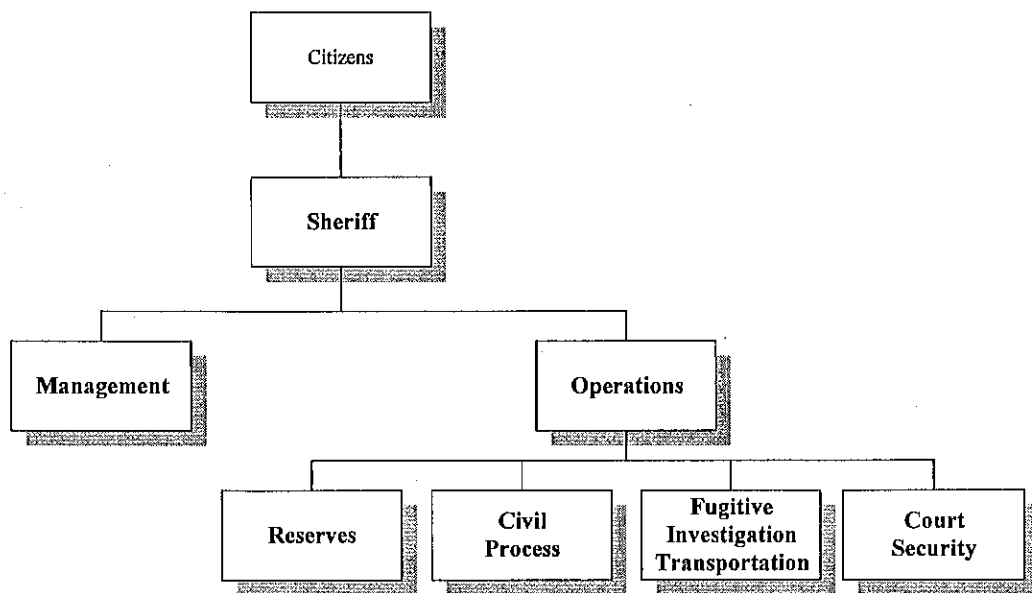 Citizens
Sheriff
Management
Operations
Reserves
Civil
Process
Fugitive
Investigation
Transportation
Court
Security